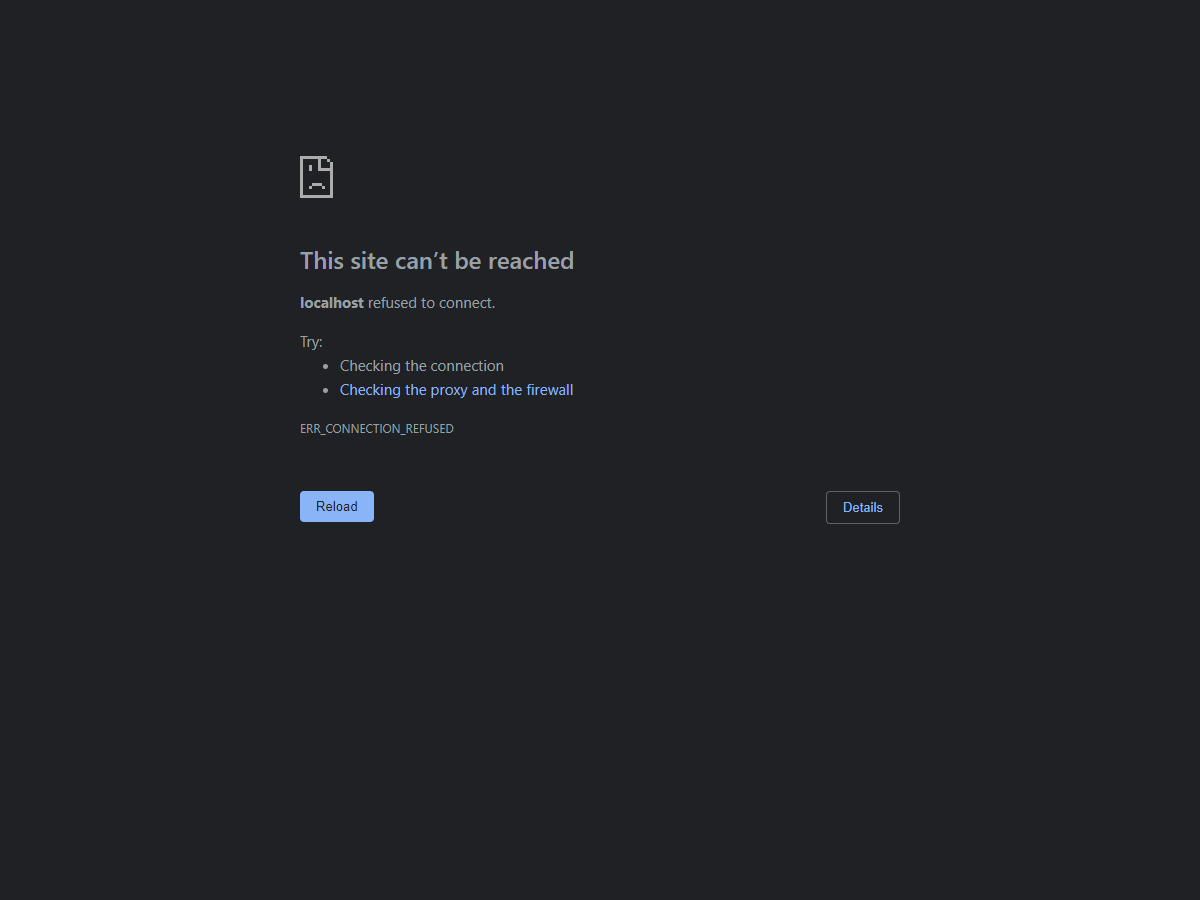 This site can’t be reached
localhost refused to connect.
Try:
Checking the connection
Checking the proxy and the firewall
ERR_CONNECTION_REFUSED
Reload
Details